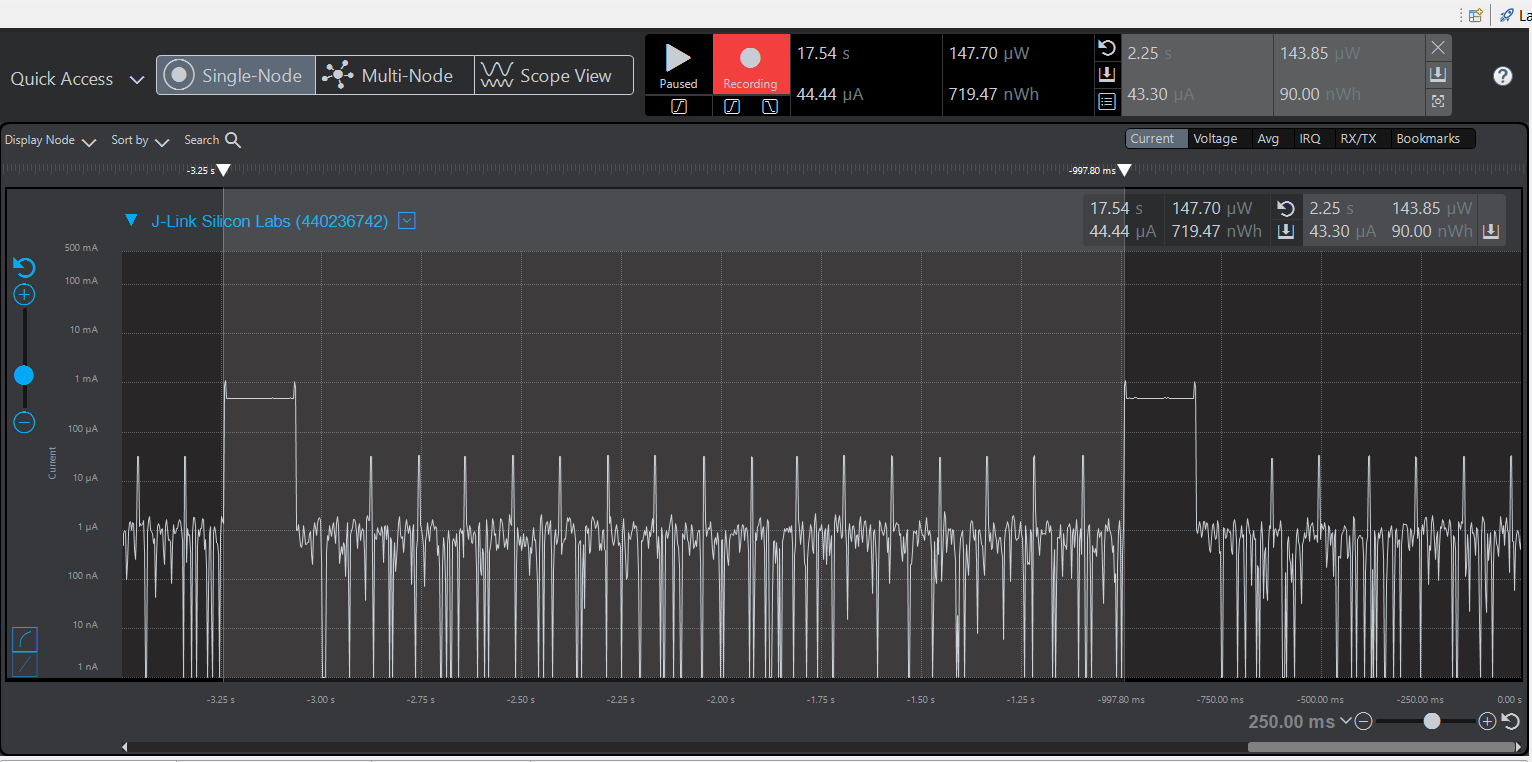 La
Quick Access
Single-Node
Multi-Node
Scope View
Paused
Recording
17.54 s
147.70 µW
44.44 µA
719.47 nWh
2.25 s
143.85 µW
43.30 µA
90.00 nWh
?
Display Node
Sort by
Search
Current
Voltage
Avg
IRQ
RX/TX
Bookmarks
-3.25 s
-997.80 ms
J-Link Silicon Labs (440236742)
17.54 s 147.70 µW
44.44 µA 719.47 nWh
2.25 s 143.85 µW
43.30 µA 90.00 nWh
500 mA
100 mA
10 mA
1 mA
100 µA
Current
10 µA
1 µA
100 nA
10 nA
1 nA
-3.25 s -3.00 s -2.75 s -2.50 s -2.25 s -2.00 s -1.75 s -1.50 s -1.25 s -997.80 ms -750.00 ms -500.00 ms -250.00 ms 0.00 s
250.00 ms